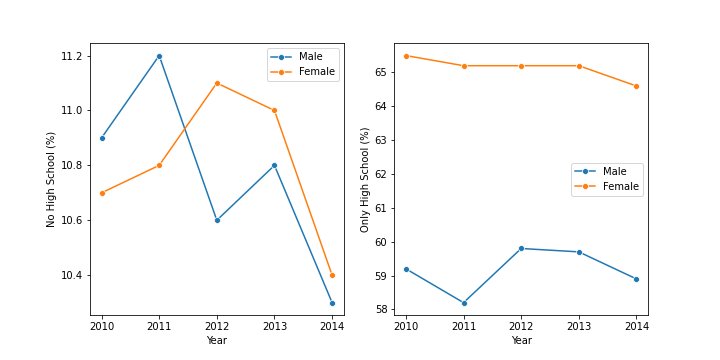 No High School (%)
11.2
11.0
10.8
10.6
10.4
2010 2011 2012 2013 2014
Year
Male
Female
Only High School (%)
65
64
63
62
61
60
59
58
2010 2011 2012 2013 2014
Year
Male
Female